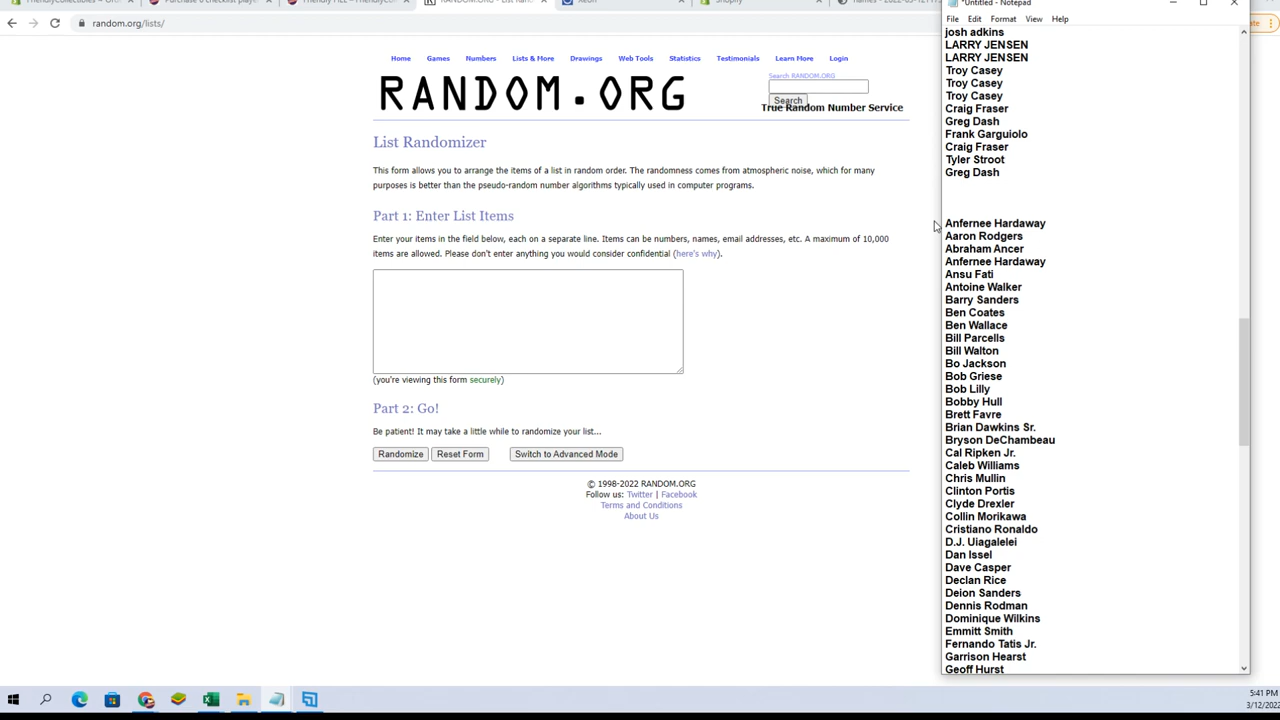 *Untitled - Notepad
random.org/lists/
File Edit Format View Help
Home Games Numbers Lists & More Drawings Web Tools Statistics Testimonials Learn More Login
Search RANDOM.ORG
RANDOM.ORG
Search
True Random Number Service
List Randomizer
This form allows you to arrange the items of a list in random order. The randomness comes from atmospheric noise, which for many
purposes is better than the pseudo-random number algorithms typically used in computer programs.
Part 1: Enter List Items
Enter your items in the field below, each on a separate line. Items can be numbers, names, email addresses, etc. A maximum of 10,000
items are allowed. Please don't enter anything you would consider confidential (here's why).
(you're viewing this form securely)
Part 2: Go!
Be patient! It may take a little while to randomize your list...
Randomize Reset Form Switch to Advanced Mode
© 1998-2022 RANDOM.ORG
Follow us: Twitter | Facebook
Terms and Conditions
About Us
josh adkins
LARRY JENSEN
LARRY JENSEN
Troy Casey
Troy Casey
Troy Casey
Craig Fraser
Greg Dash
Frank Garguiolo
Craig Fraser
Tyler Stroot
Greg Dash
Anfernee Hardaway
Aaron Rodgers
Abraham Ancer
Anfernee Hardaway
Ansu Fati
Antoine Walker
Barry Sanders
Ben Coates
Ben Wallace
Bill Parcells
Bill Walton
Bo Jackson
Bob Griese
Bob Lilly
Bobby Hull
Brett Favre
Brian Dawkins Sr.
Bryson DeChambeau
Cal Ripken Jr.
Caleb Williams
Chris Mullin
Clinton Portis
Clyde Drexler
Collin Morikawa
Cristiano Ronaldo
D.J. Uiagalelei
Dan Issel
Dave Casper
Declan Rice
Deion Sanders
Dennis Rodman
Dominique Wilkins
Emmitt Smith
Fernando Tatis Jr.
Garrison Hearst
Geoff Hurst
5:41 PM
3/12/2022